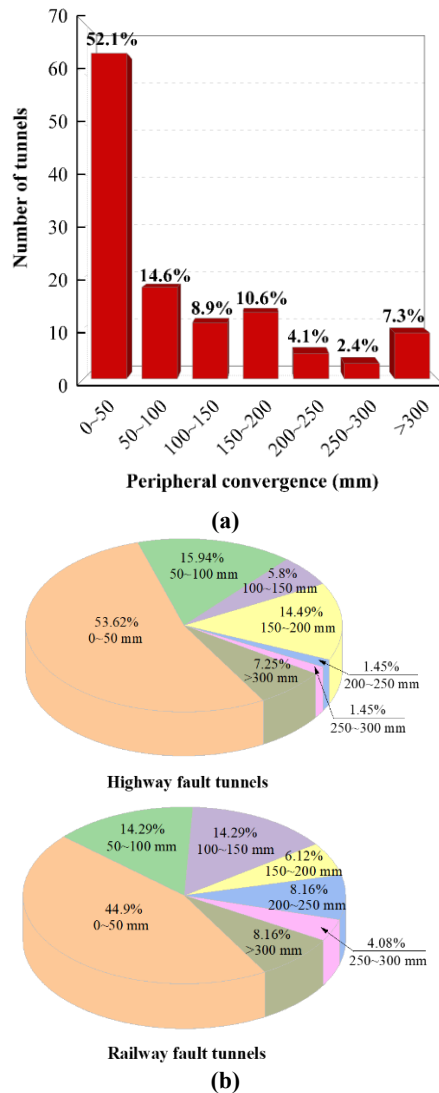 70
60
50
40
30
20
10
0
Number of tunnels
52.1%
14.6%
8.9%
10.6%
4.1%
2.4%
7.3%
0~50
50~100
100~150
150~200
200~250
250~300
>300
Peripheral convergence (mm)
(a)
15.94%
50~100 mm
5.8%
100~150 mm
14.49%
150~200 mm
53.62%
0~50 mm
7.25%
>300 mm
1.45%
200~250 mm
1.45%
250~300 mm
Highway fault tunnels
14.29%
50~100 mm
14.29%
100~150 mm
6.12%
150~200 mm
8.16%
200~250 mm
44.9%
0~50 mm
8.16%
>300 mm
4.08%
250~300 mm
Railway fault tunnels
(b)